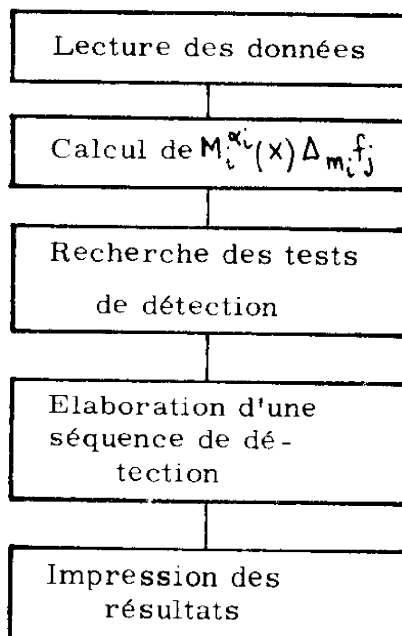 Lecture des données
Calcul de M_i^{α_i}(x) Δ_{m_i} f_j
Recherche des tests
de détection
Elaboration d'une
séquence de dé-
tection
Impression des
résultats